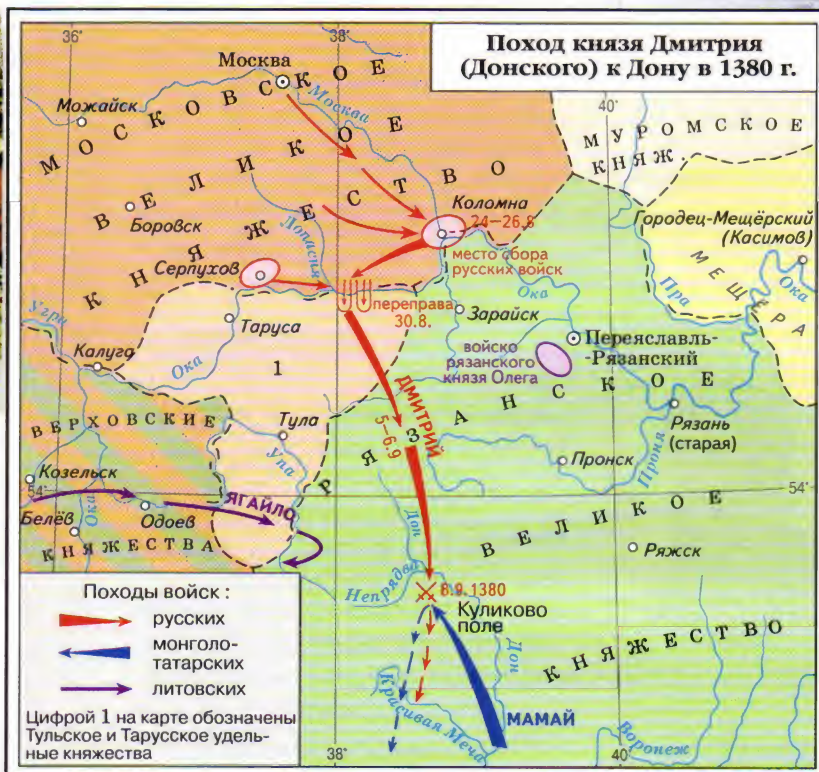 Поход князя Дмитрия
(Донского) к Дону в 1380 г.
36°
38°
40°
Москва
Можайск
Москва
МОСКОВСКОЕ
ВЕЛИКОЕ
КНЯЖЕСТВО
МУРОМСКОЕ
КНЯЖ.
Боровск
Лопасня
Коломна
24–26.8
место сбора
русских войск
Городец-Мещёрский
(Касимов)
МЕЩЕРА
Серпухов
Ока
Пра
Ока
Угра
Таруса
переправа
30.8.
Зарайск
Переяславль-
-Рязанский
войско
рязанского
князя Олега
Калуга
Ока
1
ДМИТРИЙ
5–6.9
РЯЗАНСКОЕ
Рязань
(старая)
ВЕРХОВСКИЕ
Тула
Упа
Проня
Пронск
Козельск
54°
54°
ЯГАЙЛО
Белёв
Ока
Одоев
КНЯЖЕСТВА
Дон
ВЕЛИКОЕ
Ряжск
Непрядва
8.9.1380
Куликово
поле
КНЯЖЕСТВО
Дон
Красивая Меча
МАМАЙ
Воронеж
38°
40°
Походы войск :
русских
монголо-
татарских
литовских
Цифрой 1 на карте обозначены
Тульское и Тарусское удель-
ные княжества